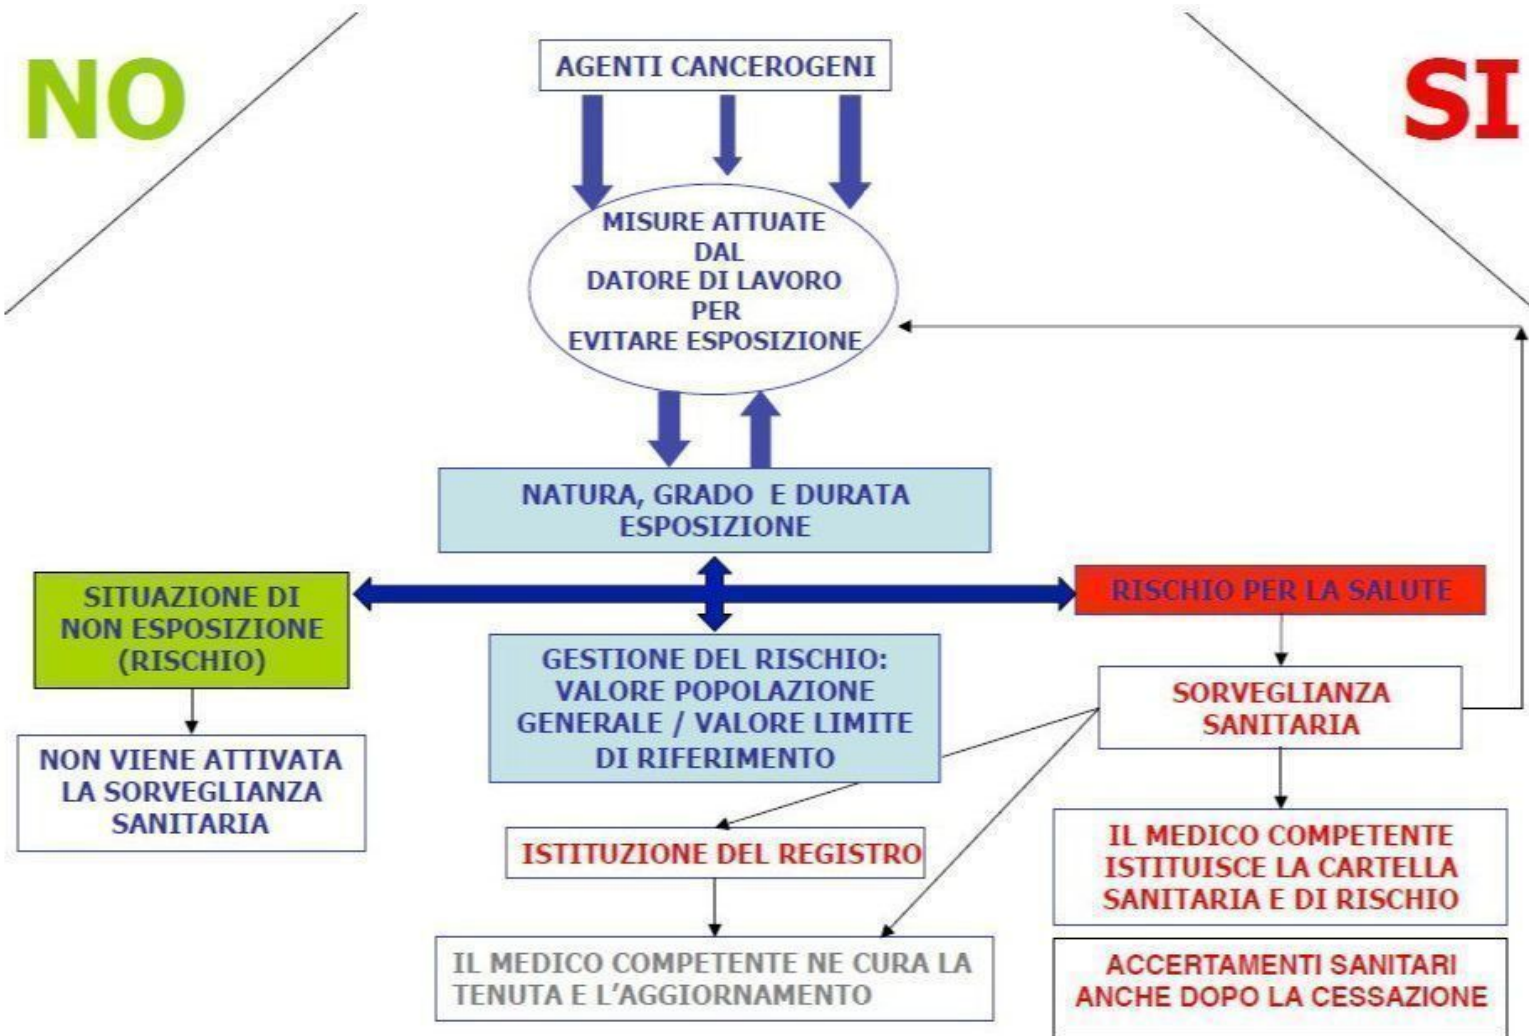 NO
SI
AGENTI CANCEROGENI
MISURE ATTUATE
DAL
DATORE DI LAVORO
PER
EVITARE ESPOSIZIONE
NATURA, GRADO E DURATA
ESPOSIZIONE
SITUAZIONE DI
NON ESPOSIZIONE
(RISCHIO)
RISCHIO PER LA SALUTE
GESTIONE DEL RISCHIO:
VALORE POPOLAZIONE
GENERALE / VALORE LIMITE
DI RIFERIMENTO
SORVEGLIANZA
SANITARIA
NON VIENE ATTIVATA
LA SORVEGLIANZA
SANITARIA
ISTITUZIONE DEL REGISTRO
IL MEDICO COMPETENTE
ISTITUISCE LA CARTELLA
SANITARIA E DI RISCHIO
IL MEDICO COMPETENTE NE CURA LA
TENUTA E L'AGGIORNAMENTO
ACCERTAMENTI SANITARI
ANCHE DOPO LA CESSAZIONE